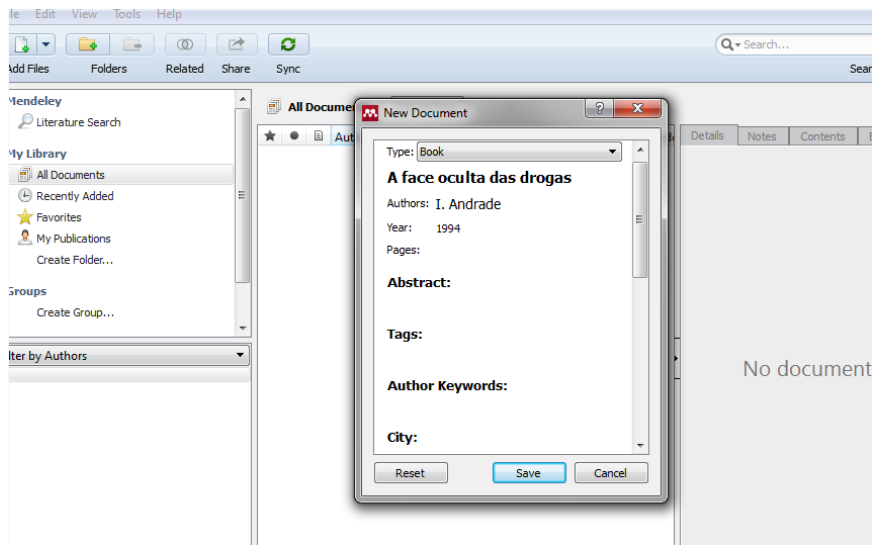 le Edit View Tools Help
Search...
Add Files Folders Related Share Sync
Mendeley
Literature Search
My Library
All Documents
Recently Added
Favorites
My Publications
Create Folder...
Groups
Create Group...
lter by Authors
All Docume
Aut
New Document
Type: Book
A face oculta das drogas
Authors: I. Andrade
Year: 1994
Pages:
Abstract:
Tags:
Author Keywords:
City:
Reset Save Cancel
Sear
Details Notes Contents
No document